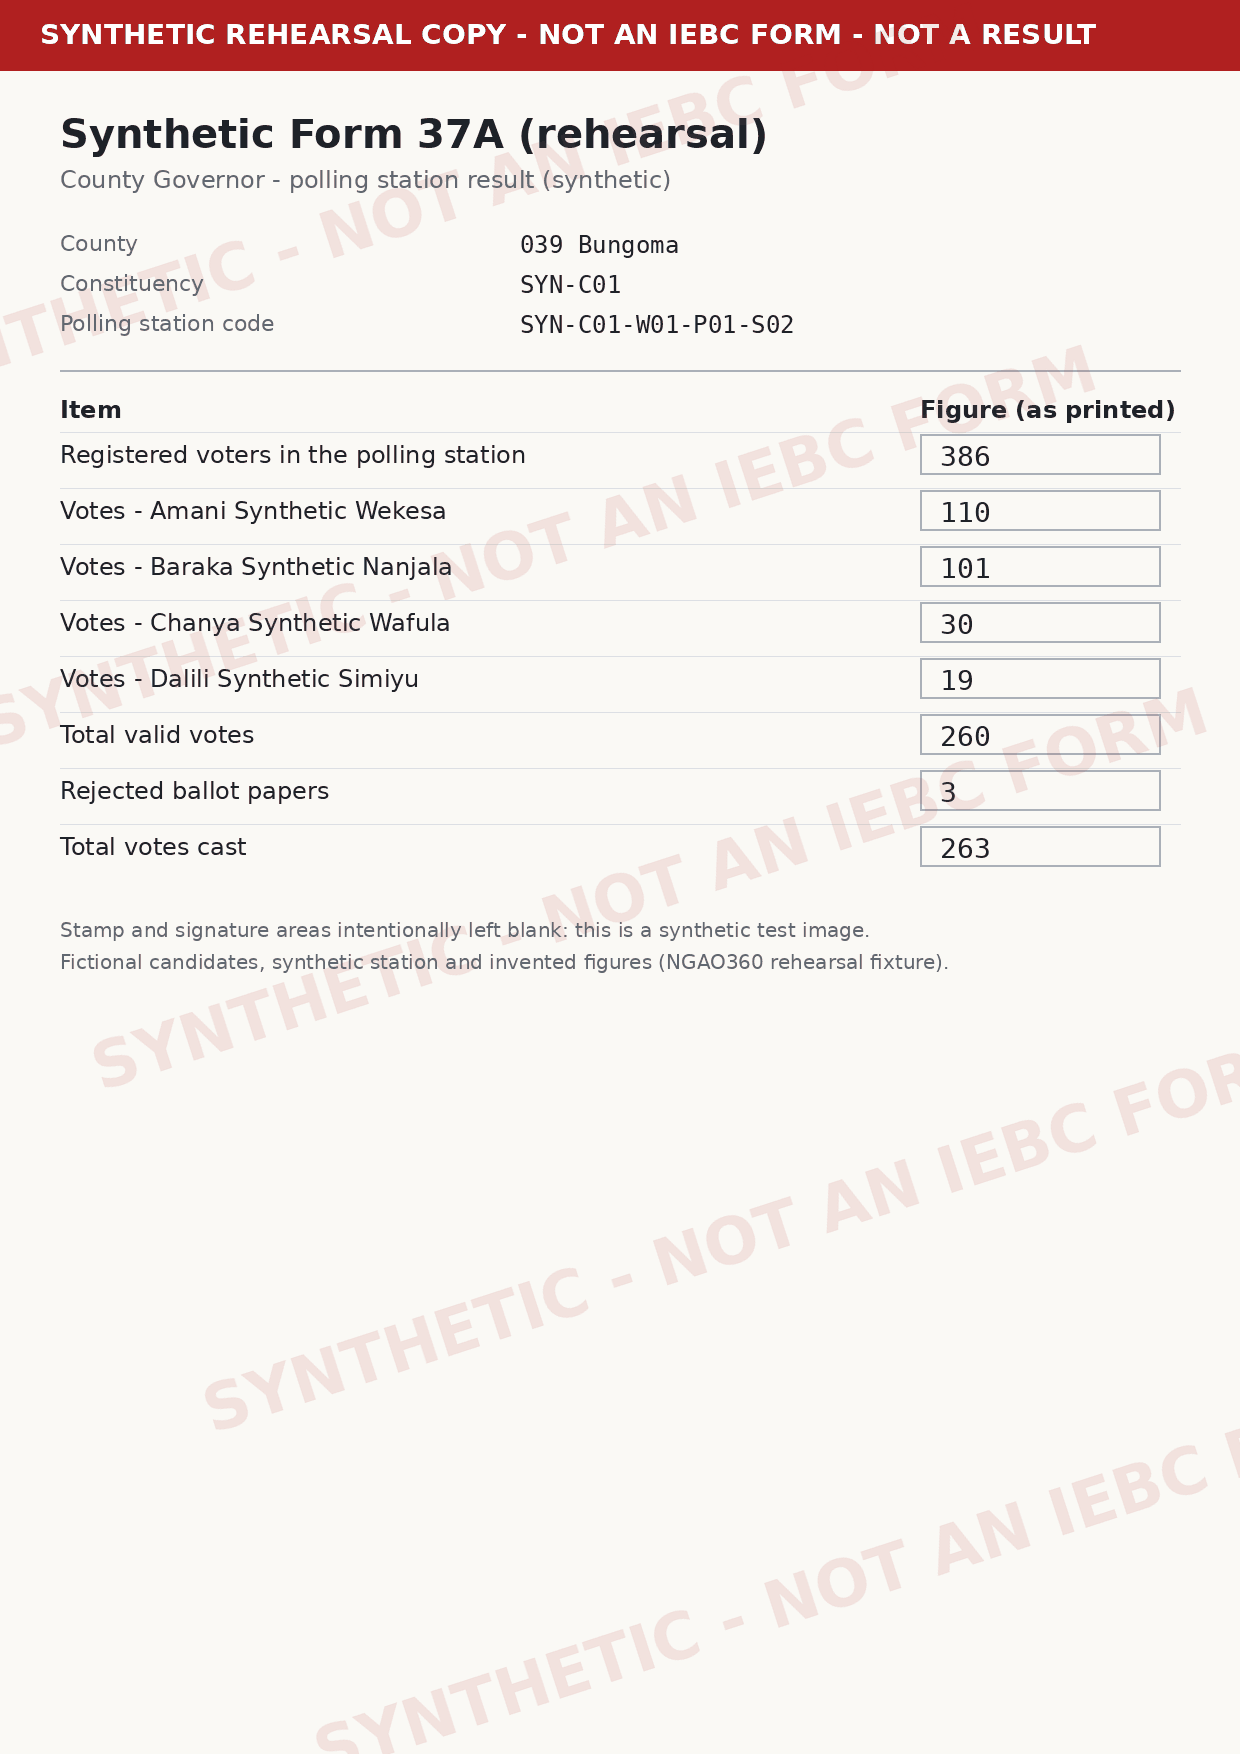 SYNTHETIC REHEARSAL COPY - NOT AN IEBC FORM - NOT A RESULT
Synthetic Form 37A (rehearsal)
County Governor - polling station result (synthetic)
County 039 Bungoma
Constituency SYN-C01
Polling station code SYN-C01-W01-P01-S02
Item Figure (as printed)
Registered voters in the polling station 386
Votes - Amani Synthetic Wekesa 110
Votes - Baraka Synthetic Nanjala 101
Votes - Chanya Synthetic Wafula 30
Votes - Dalili Synthetic Simiyu 19
Total valid votes 260
Rejected ballot papers 3
Total votes cast 263
Stamp and signature areas intentionally left blank: this is a synthetic test image.
Fictional candidates, synthetic station and invented figures (NGAO360 rehearsal fixture).
SYNTHETIC - NOT AN IEBC FORM
SYNTHETIC - NOT AN IEBC FORM
SYNTHETIC - NOT AN IEBC FORM
SYNTHETIC - NOT AN IEBC FOR
SYNTHETIC - NOT AN IEBC